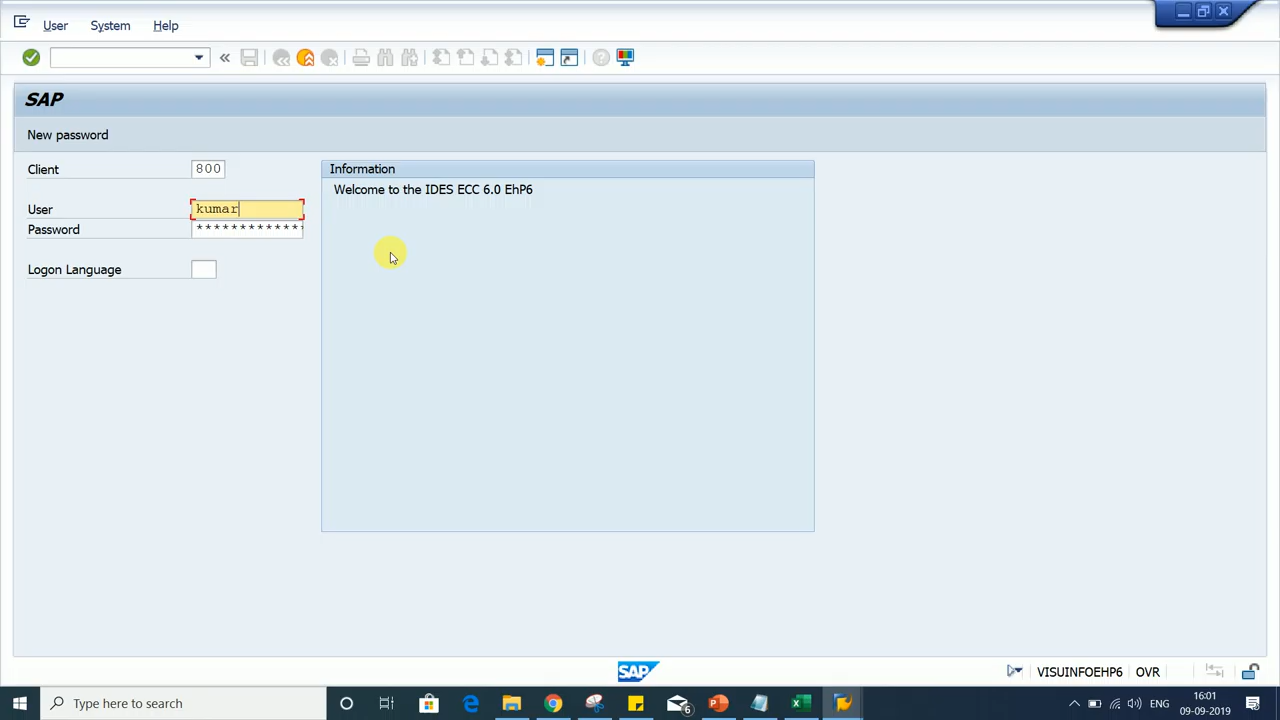 User System Help
SAP
New password
Client 800
User kumar
Password ************
Logon Language
Information
Welcome to the IDES ECC 6.0 EhP6
SAP
VISUINFOEHP6 OVR
Type here to search
6
ENG
16:01
09-09-2019